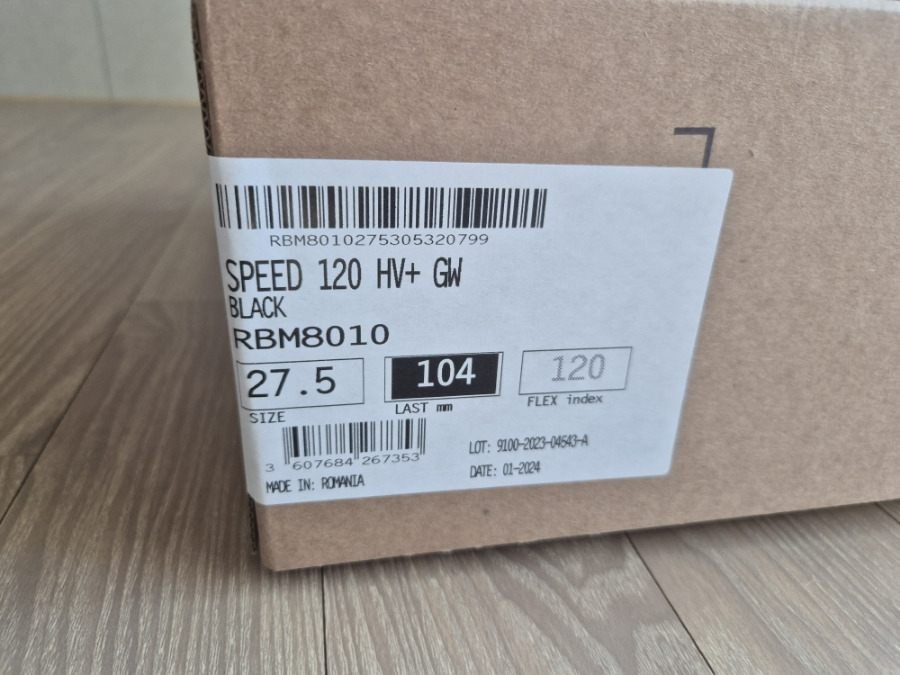 RBM8010275305320799
SPEED 120 HV+ GW
BLACK
RBM8010
27.5 104 120
SIZE LAST mm FLEX index
3 607684 267353
LOT: 9100-2023-04543-A
DATE: 01-2024
MADE IN: ROMANIA